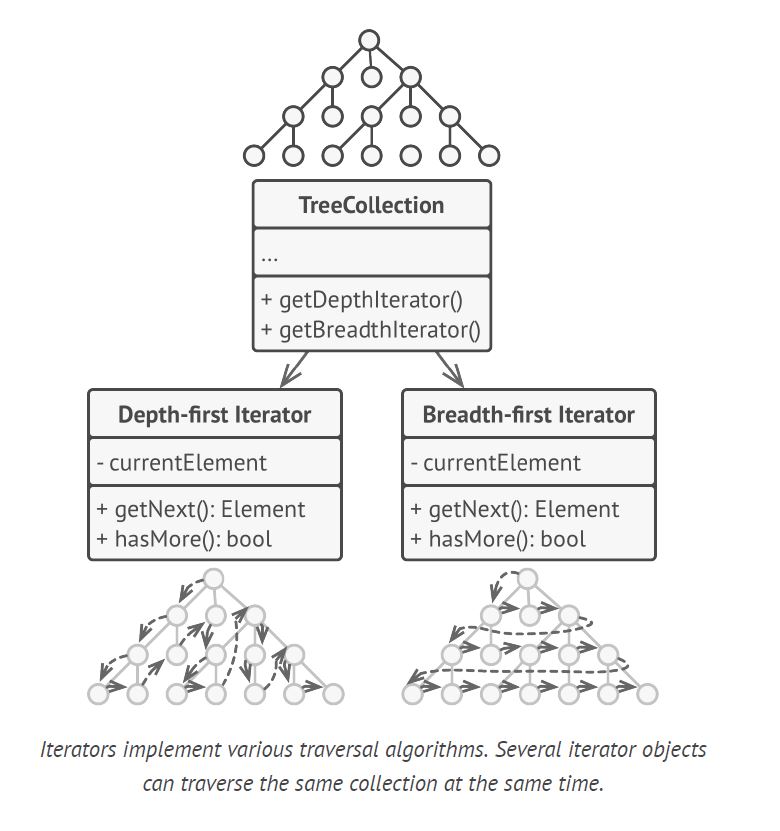 TreeCollection
...
+ getDepthIterator()
+ getBreadthIterator()
Depth-first Iterator
- currentElement
+ getNext(): Element
+ hasMore(): bool
Breadth-first Iterator
- currentElement
+ getNext(): Element
+ hasMore(): bool
Iterators implement various traversal algorithms. Several iterator objects
can traverse the same collection at the same time.